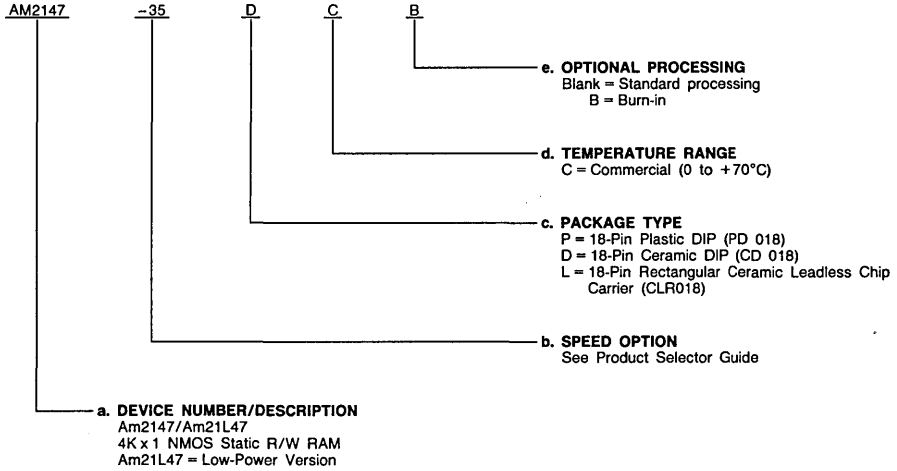 AM2147 -35 D C B
e. OPTIONAL PROCESSING
Blank = Standard processing
B = Burn-in
d. TEMPERATURE RANGE
C = Commercial (0 to +70°C)
c. PACKAGE TYPE
P = 18-Pin Plastic DIP (PD 018)
D = 18-Pin Ceramic DIP (CD 018)
L = 18-Pin Rectangular Ceramic Leadless Chip
Carrier (CLR018)
b. SPEED OPTION
See Product Selector Guide
a. DEVICE NUMBER/DESCRIPTION
Am2147/Am21L47
4K x 1 NMOS Static R/W RAM
Am21L47 = Low-Power Version